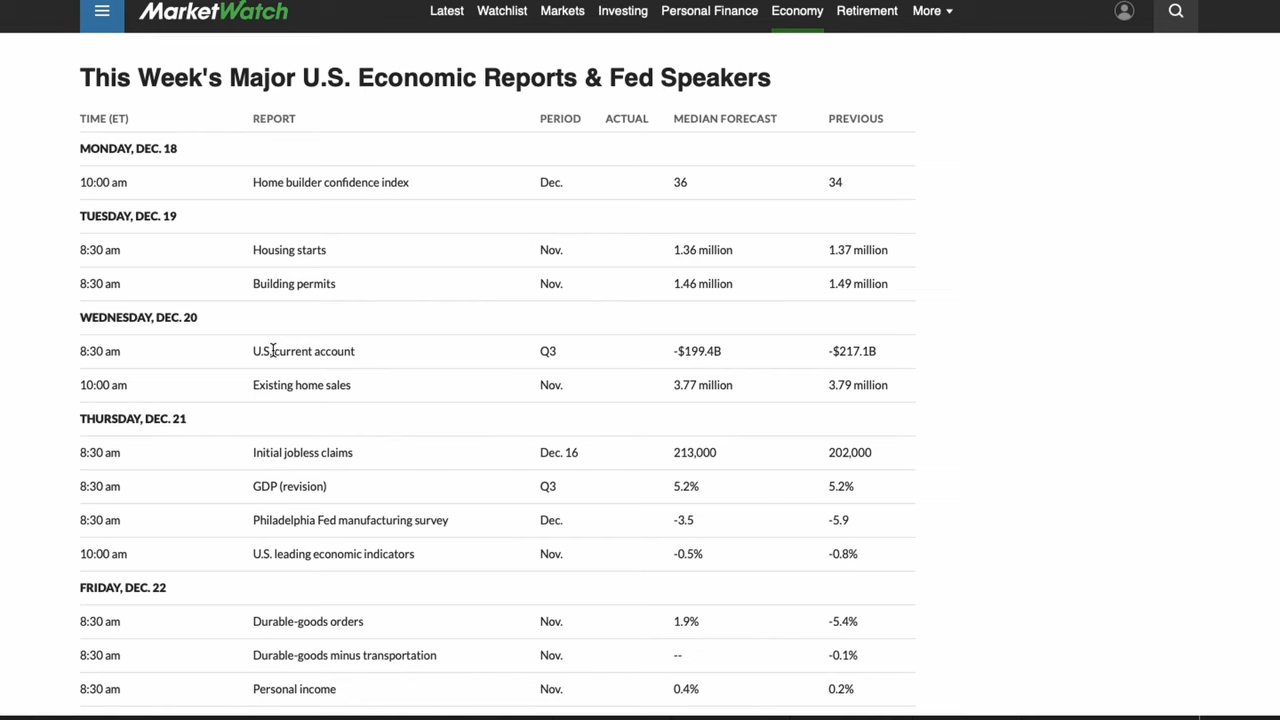 MarketWatch Latest Watchlist Markets Investing Personal Finance Economy Retirement More
This Week's Major U.S. Economic Reports & Fed Speakers
TIME (ET) REPORT PERIOD ACTUAL MEDIAN FORECAST PREVIOUS
MONDAY, DEC. 18
10:00 am Home builder confidence index Dec. 36 34
TUESDAY, DEC. 19
8:30 am Housing starts Nov. 1.36 million 1.37 million
8:30 am Building permits Nov. 1.46 million 1.49 million
WEDNESDAY, DEC. 20
8:30 am U.S. current account Q3 -$199.4B -$217.1B
10:00 am Existing home sales Nov. 3.77 million 3.79 million
THURSDAY, DEC. 21
8:30 am Initial jobless claims Dec. 16 213,000 202,000
8:30 am GDP (revision) Q3 5.2% 5.2%
8:30 am Philadelphia Fed manufacturing survey Dec. -3.5 -5.9
10:00 am U.S. leading economic indicators Nov. -0.5% -0.8%
FRIDAY, DEC. 22
8:30 am Durable-goods orders Nov. 1.9% -5.4%
8:30 am Durable-goods minus transportation Nov. -- -0.1%
8:30 am Personal income Nov. 0.4% 0.2%